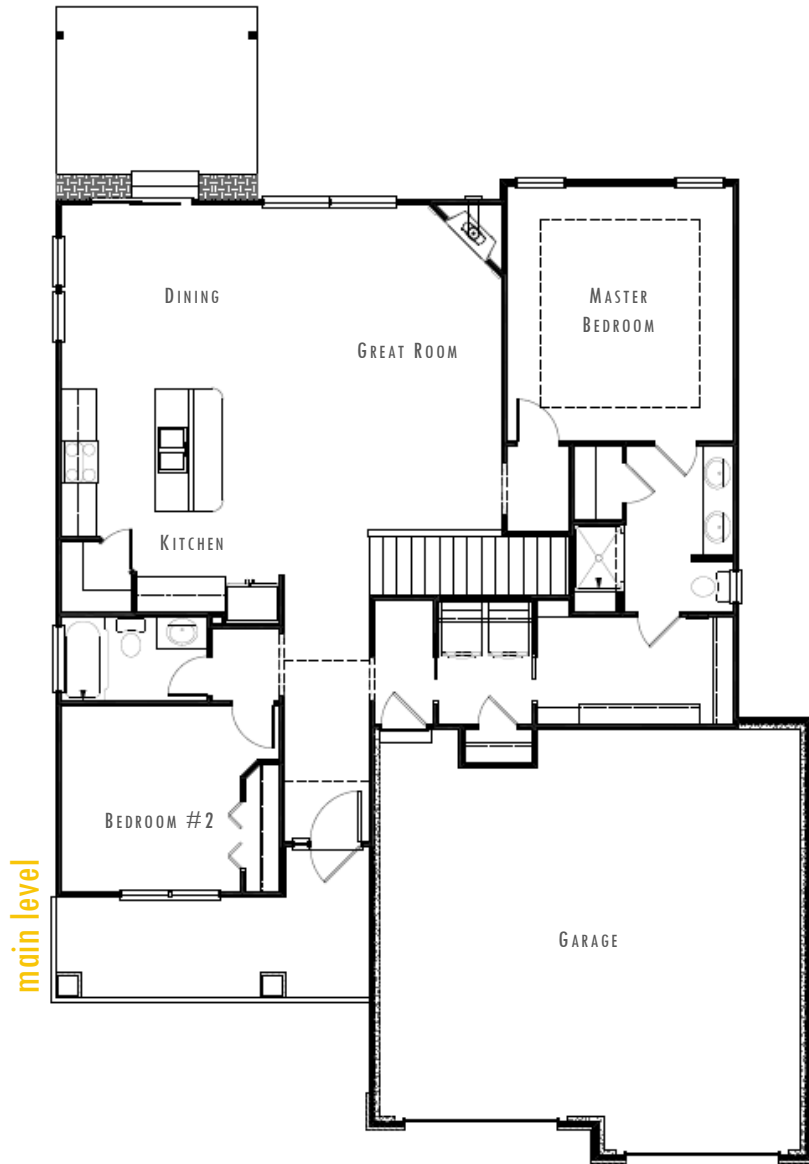 Dining
Great Room
Master
Bedroom
Kitchen
Bedroom #2
Garage
main level